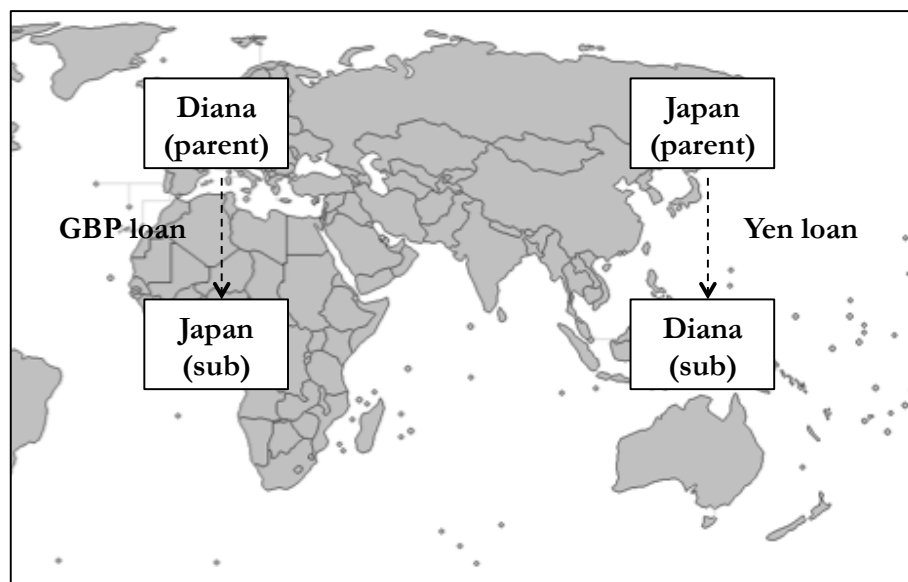 Diana
(parent)
Japan
(parent)
GBP loan
Yen loan
Japan
(sub)
Diana
(sub)